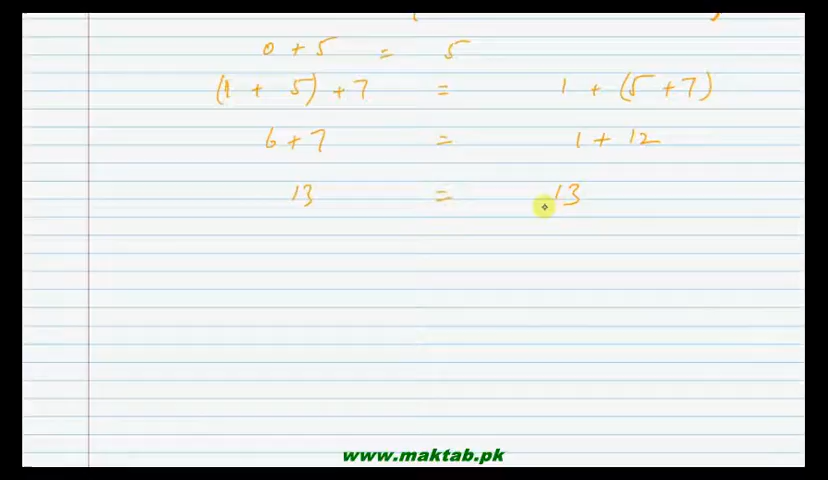 0 + 5 = 5
(1 + 5) + 7 = 1 + (5 + 7)
6 + 7 = 1 + 12
13 = 13
www.maktab.pk